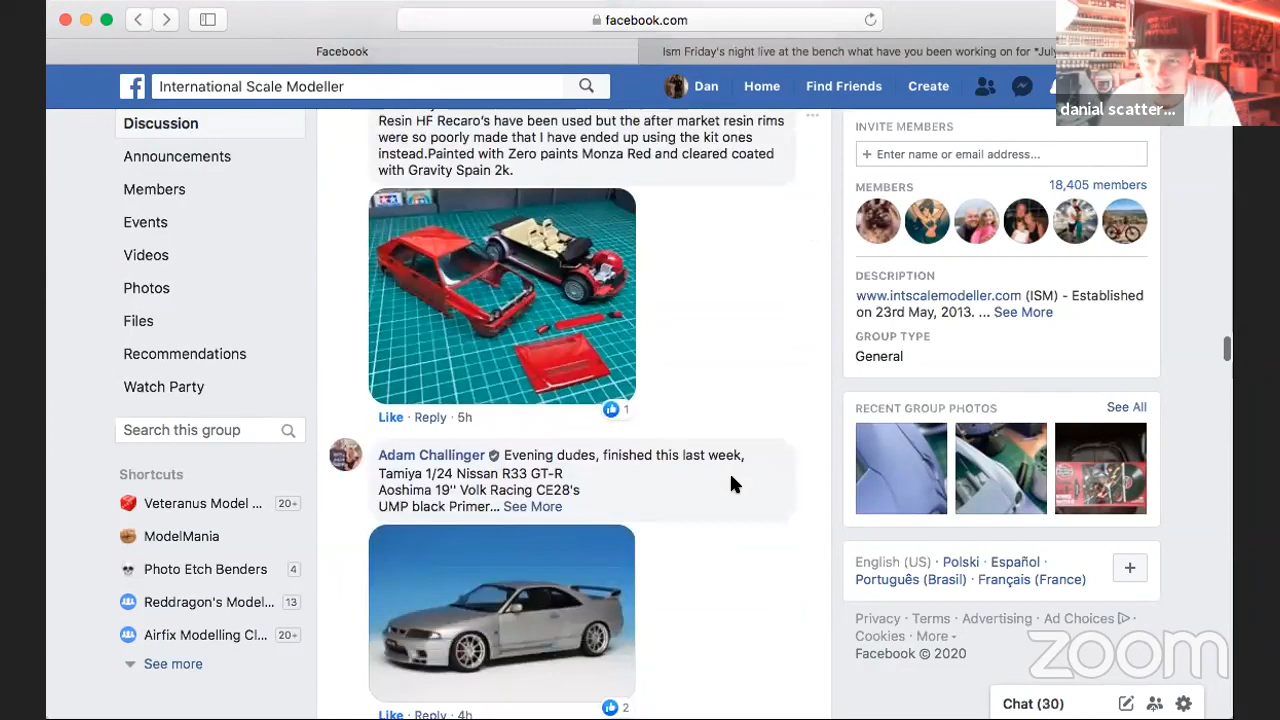 facebook.com
Facebook
Ism Friday's night live at the bench what have you been working on for *July
International Scale Modeller
Dan
Home
Find Friends
Create
danial scatter...
Discussion
Announcements
Members
Events
Videos
Photos
Files
Recommendations
Watch Party
Search this group
Shortcuts
Veteranus Model ... 20+
ModelMania
Photo Etch Benders 4
Reddragon's Model... 13
Airfix Modelling Cl... 20+
See more
Resin HF Recaro's have been used but the after market resin rims
were so poorly made that I have ended up using the kit ones
instead.Painted with Zero paints Monza Red and cleared coated
with Gravity Spain 2k.
Like · Reply · 5h
1
Adam Challinger Evening dudes, finished this last week,
Tamiya 1/24 Nissan R33 GT-R
Aoshima 19'' Volk Racing CE28's
UMP black Primer... See More
Like · Reply · 4h
2
INVITE MEMBERS
+ Enter name or email address...
MEMBERS
18,405 members
DESCRIPTION
www.intscalemodeller.com (ISM) - Established
on 23rd May, 2013. ... See More
GROUP TYPE
General
RECENT GROUP PHOTOS
See All
English (US) · Polski · Español ·
Português (Brasil) · Français (France)
Privacy · Terms · Advertising · Ad Choices ·
Cookies · More
Facebook © 2020
zoom
Chat (30)